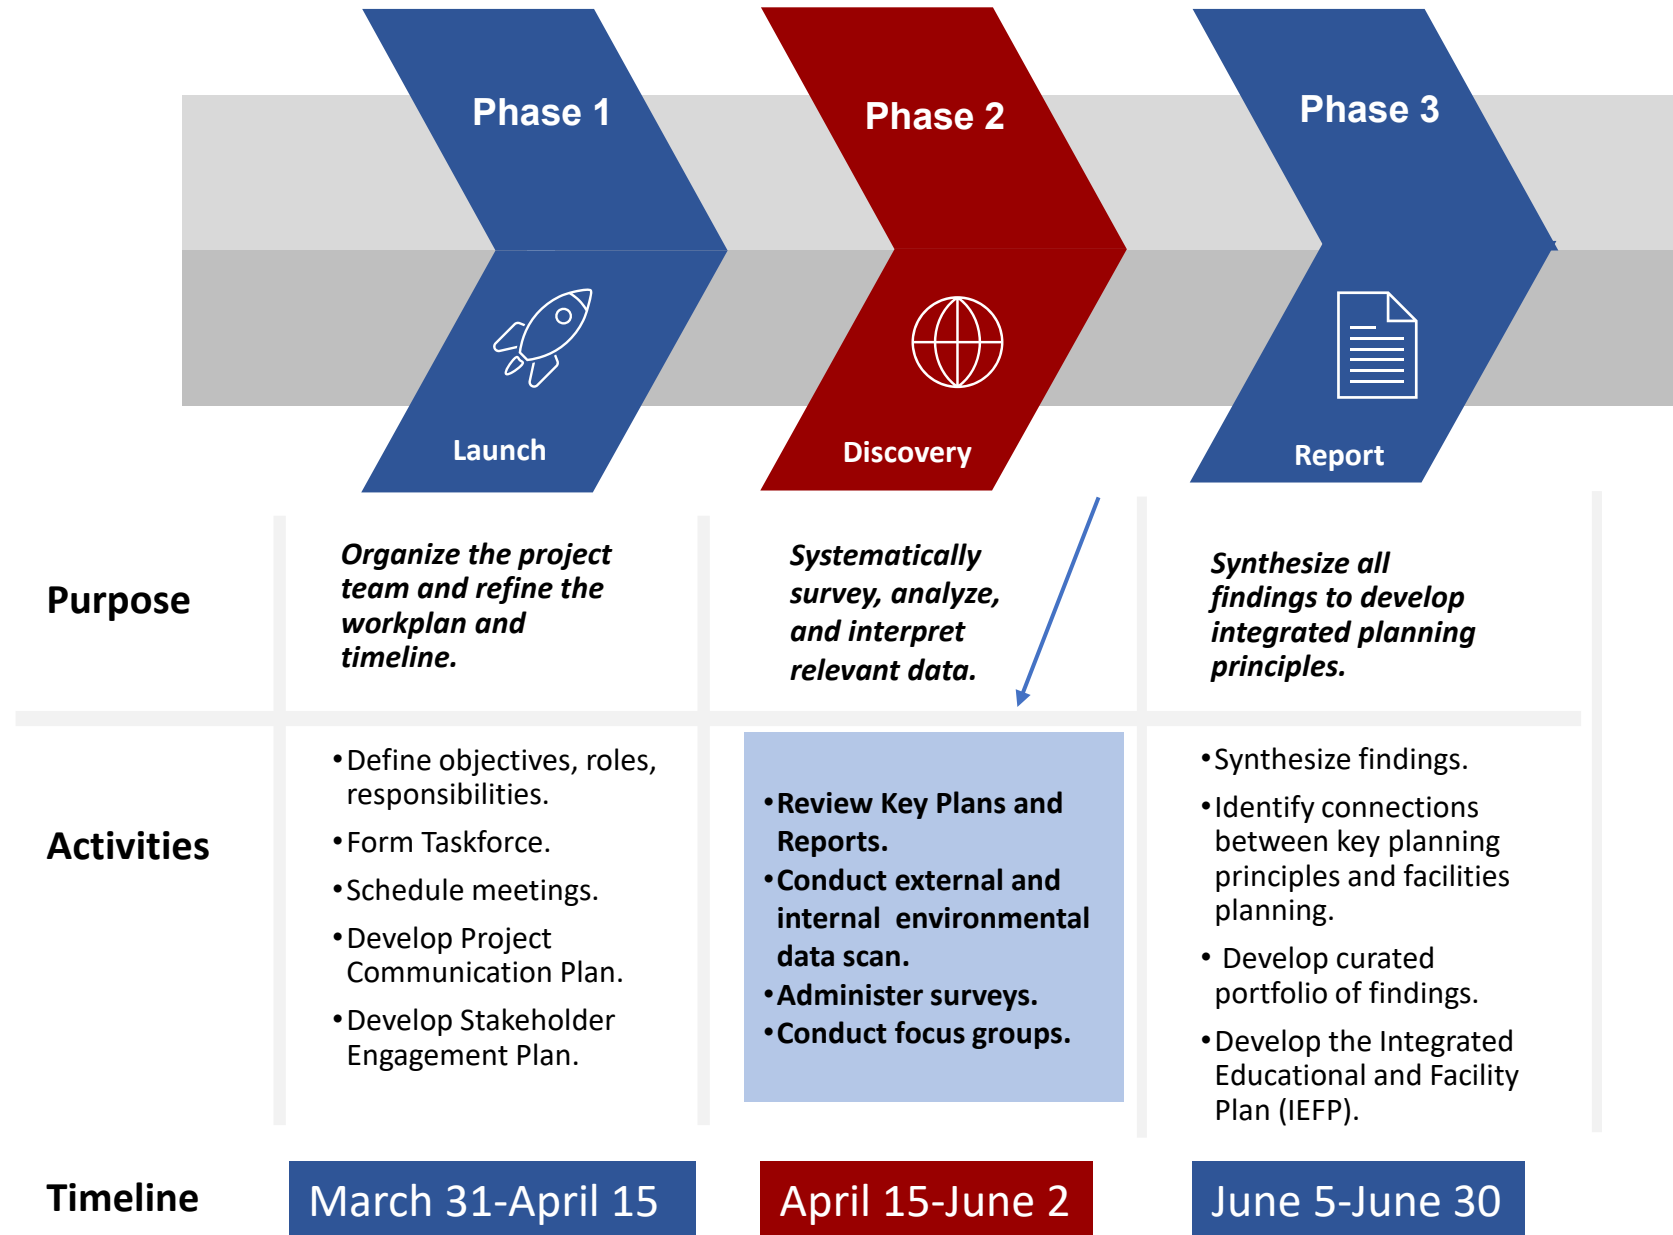 Phase 1
Phase 2
Phase 3
Launch
Discovery
Report
Purpose
Organize the project
team and refine the
workplan and
timeline.
Systematically
survey, analyze,
and interpret
relevant data.
Synthesize all
findings to develop
integrated planning
principles.
Activities
•Define objectives, roles,
responsibilities.
•Form Taskforce.
•Schedule meetings.
•Develop Project
Communication Plan.
•Develop Stakeholder
Engagement Plan.
•Review Key Plans and
Reports.
•Conduct external and
internal  environmental
data scan.
•Administer surveys.
•Conduct focus groups.
•Synthesize findings.
•Identify connections
between key planning
principles and facilities
planning.
• Develop curated
portfolio of findings.
•Develop the Integrated
Educational and Facility
Plan (IEFP).
Timeline
March 31-April 15
April 15-June 2
June 5-June 30